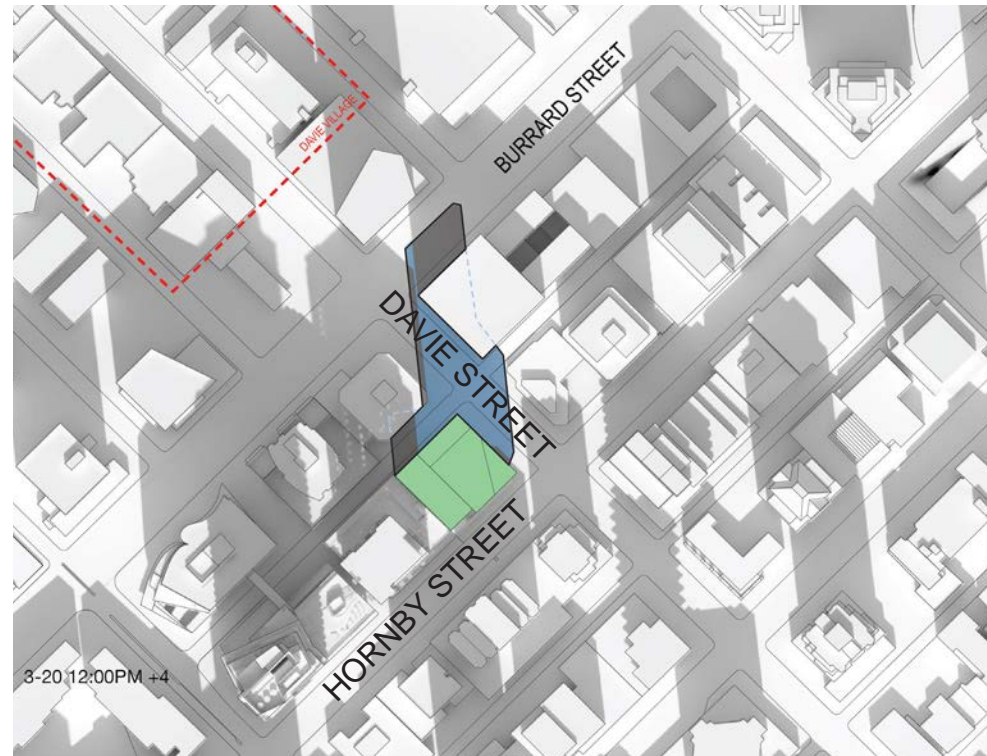 BURRARD STREET
DAVIE VILLAGE
DAVIE STREET
HORNBY STREET
3-20 12:00PM +4